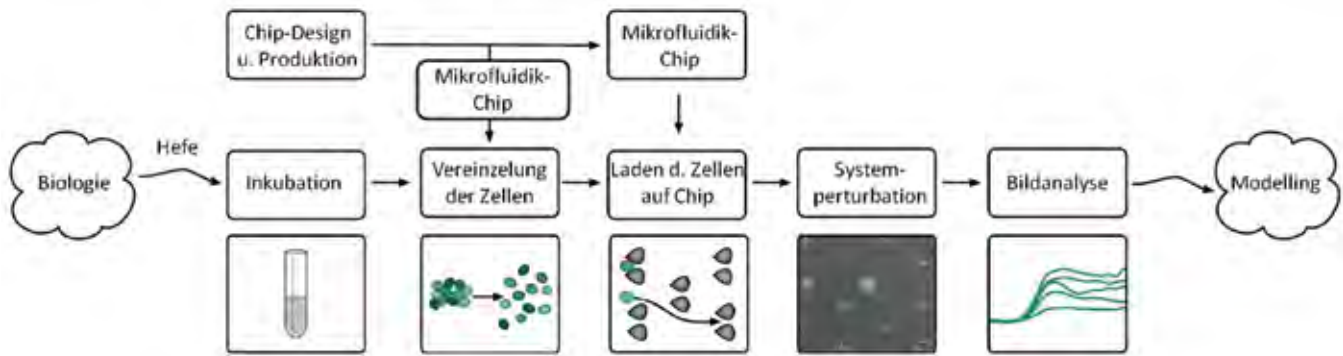 Chip-Design
u. Produktion
Mikrofluidik-
Chip
Mikrofluidik-
Chip
Hefe
Biologie
Inkubation
Vereinzelung
der Zellen
Laden d. Zellen
auf Chip
System-
perturbation
Bildanalyse
Modelling